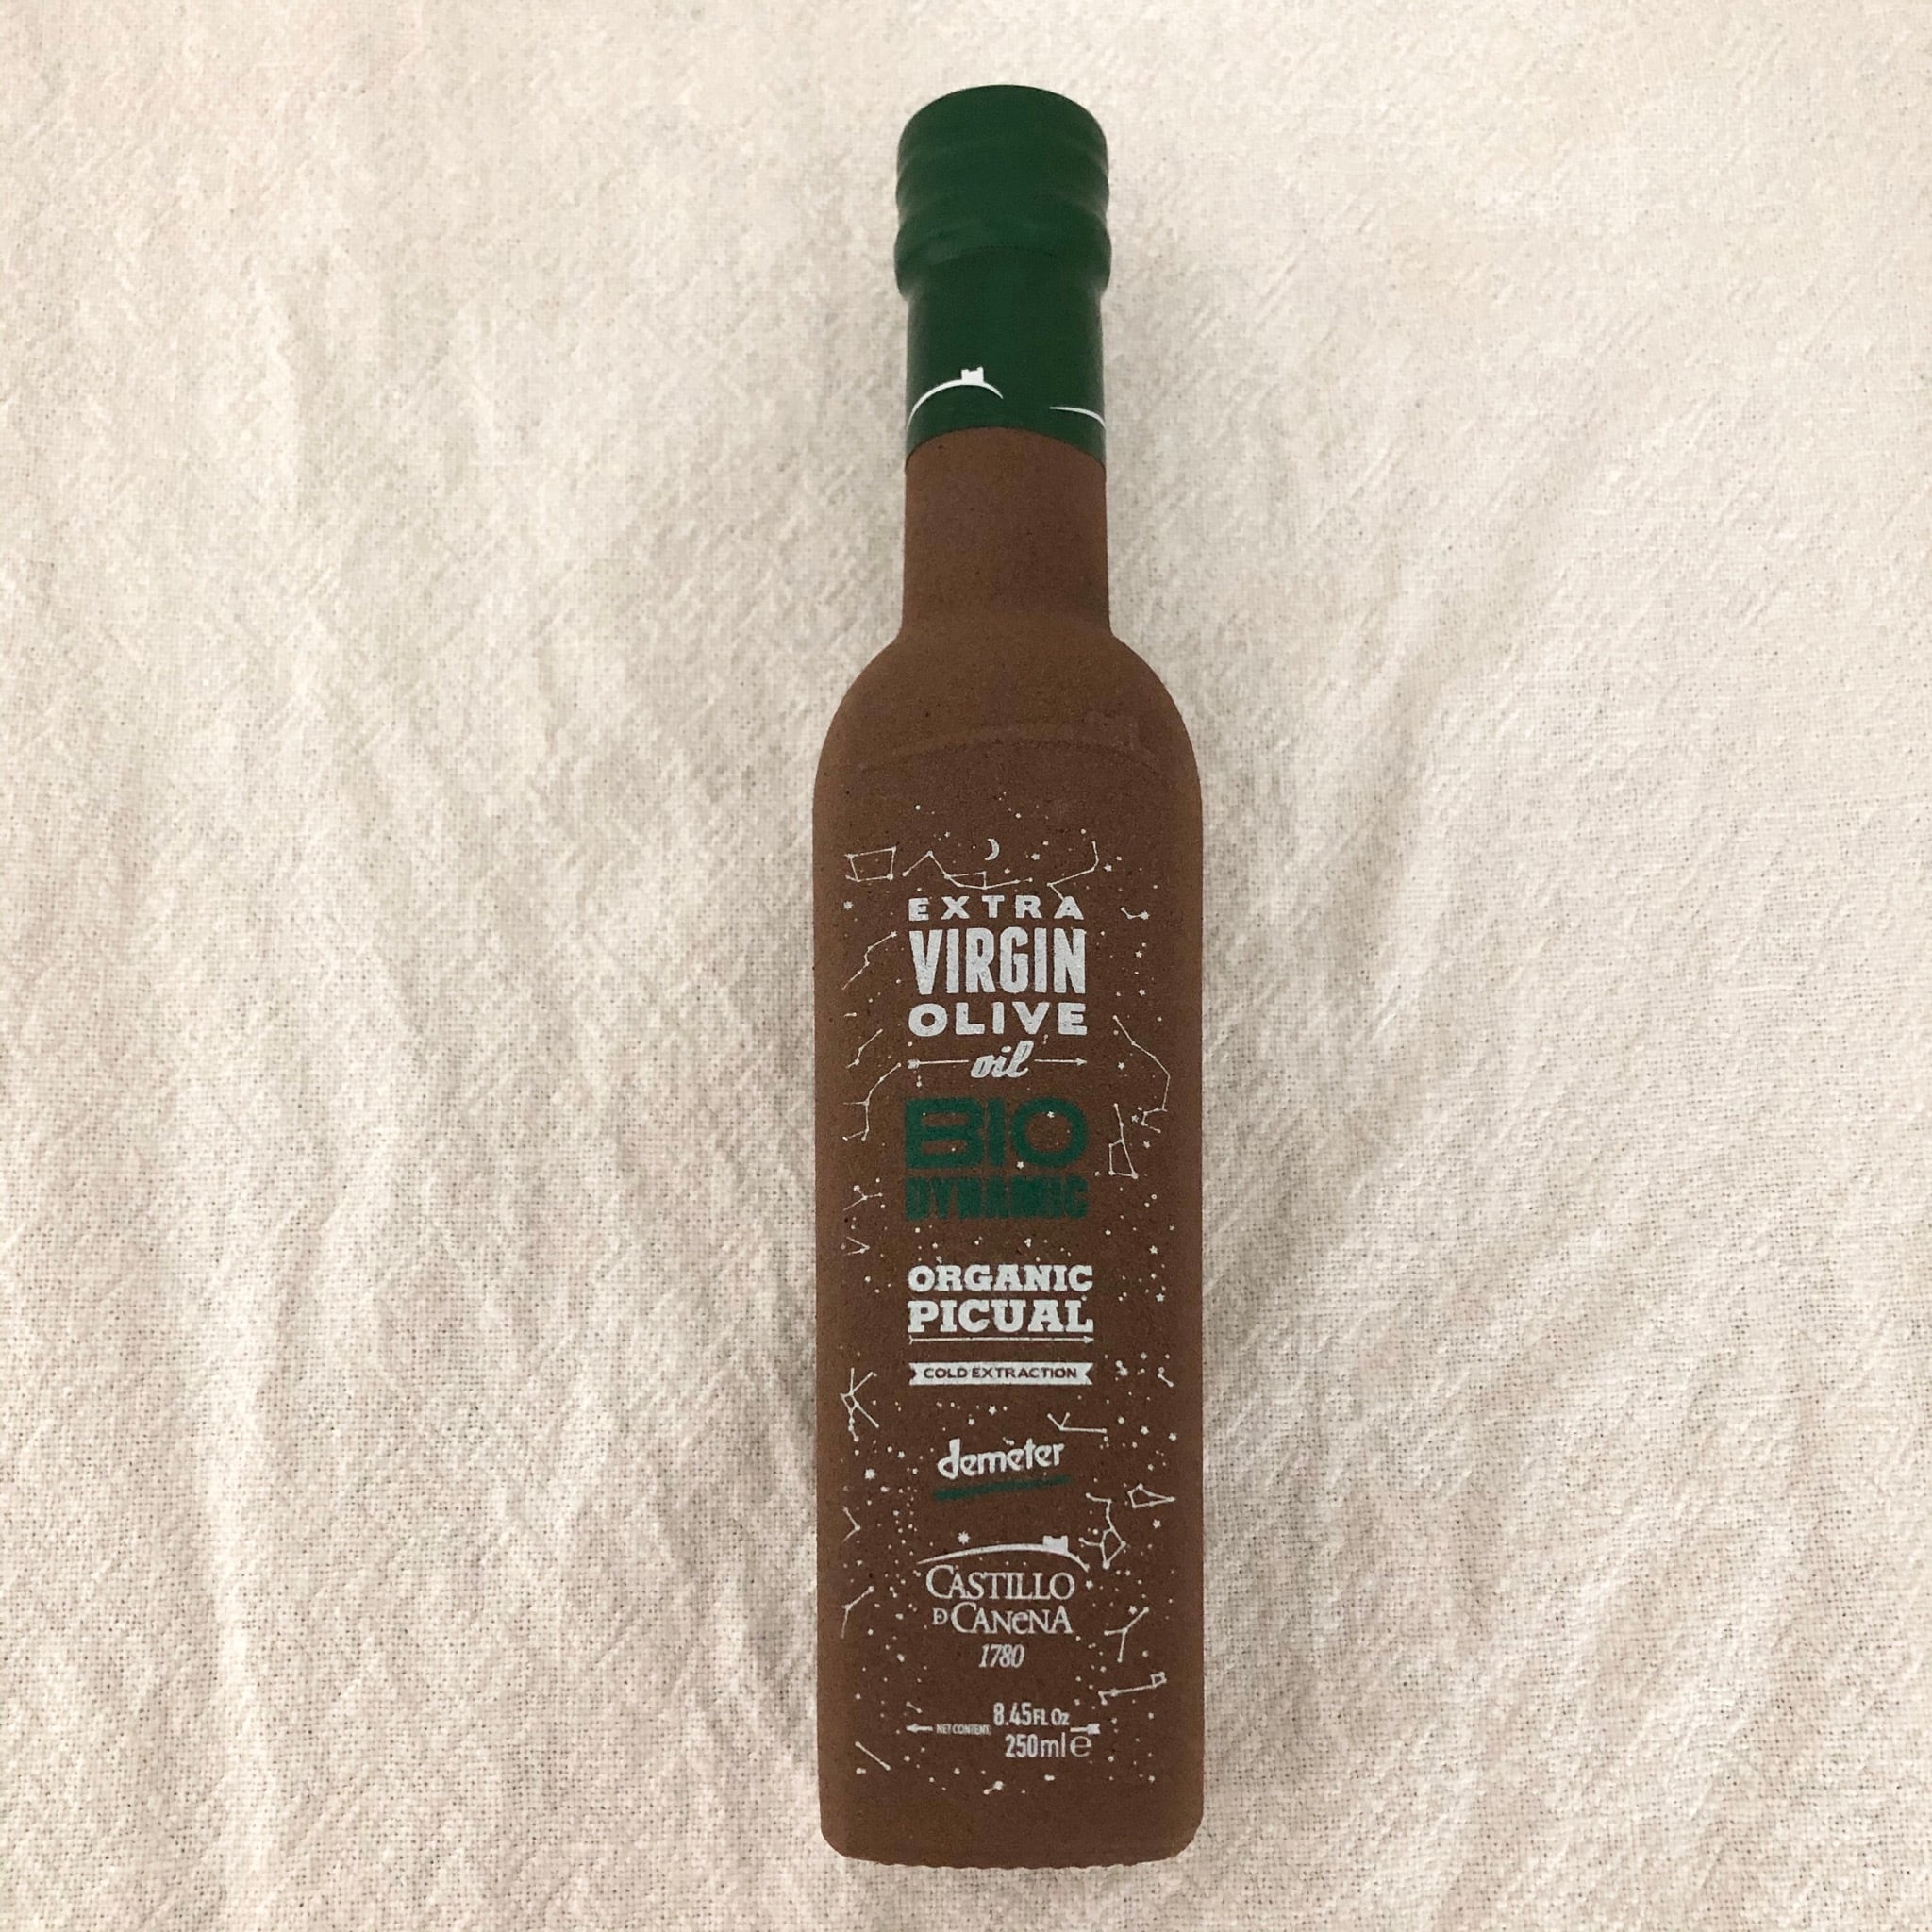 EXTRA
VIRGIN
OLIVE
oil
BIO
DYNAMIC
ORGANIC
PICUAL
COLD EXTRACTION
demeter
CASTILLO
DE CANENA
1780
8.45FL Oz
NET CONTENT:
250ml e